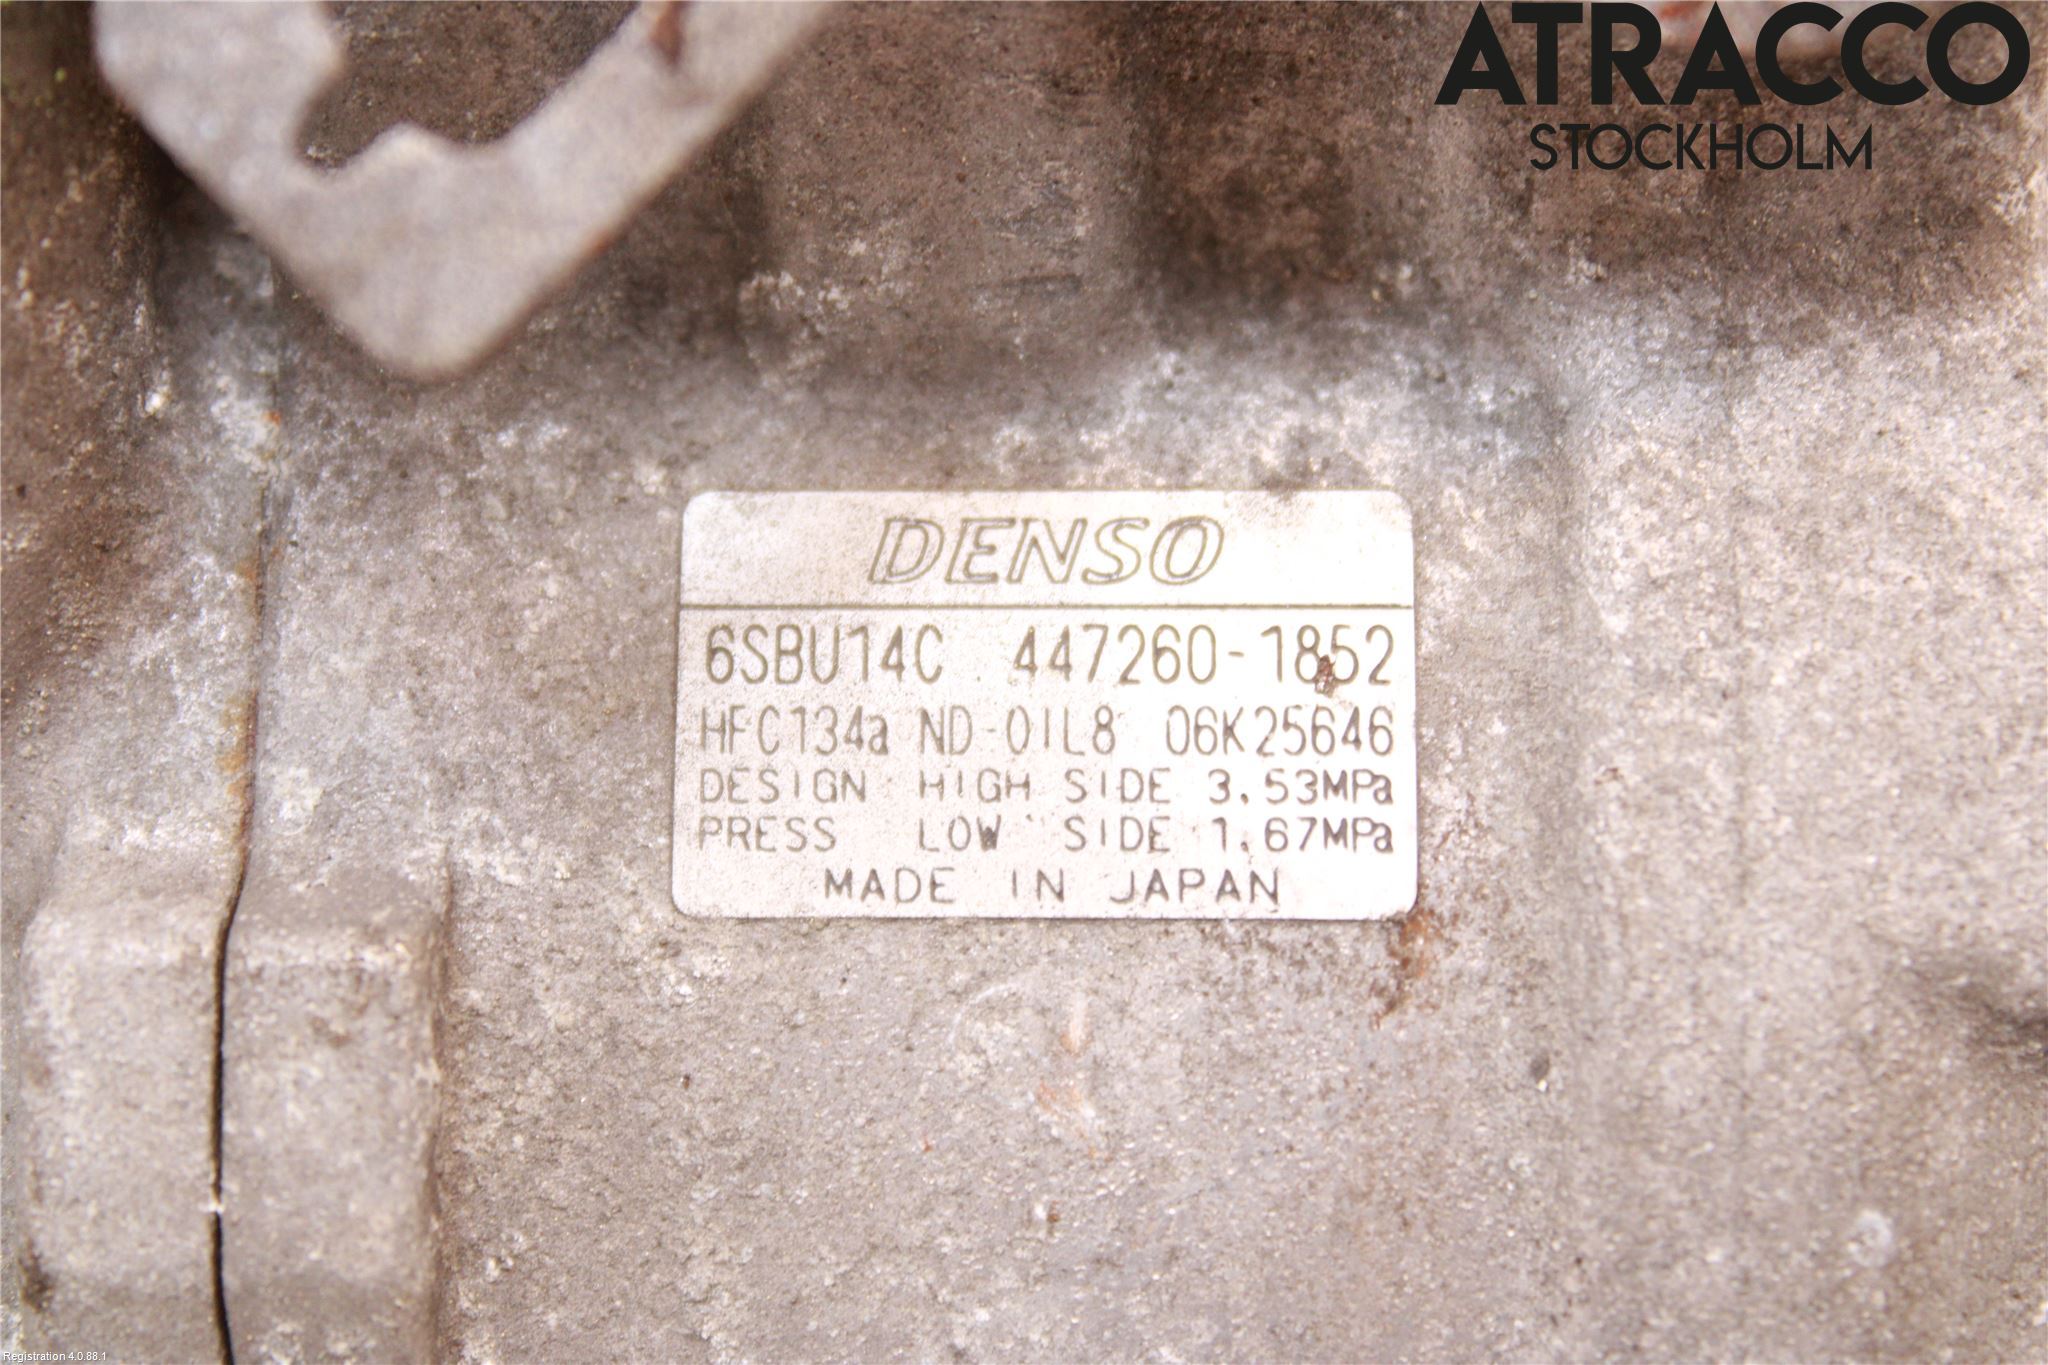 ATRACCO
STOCKHOLM
DENSO
6SBU14C 447260-1852
HFC134a ND-OIL8 06K25646
DESIGN HIGH SIDE 3.53MPa
PRESS LOW SIDE 1.67MPa
MADE IN JAPAN
Registration 4.0.88.1